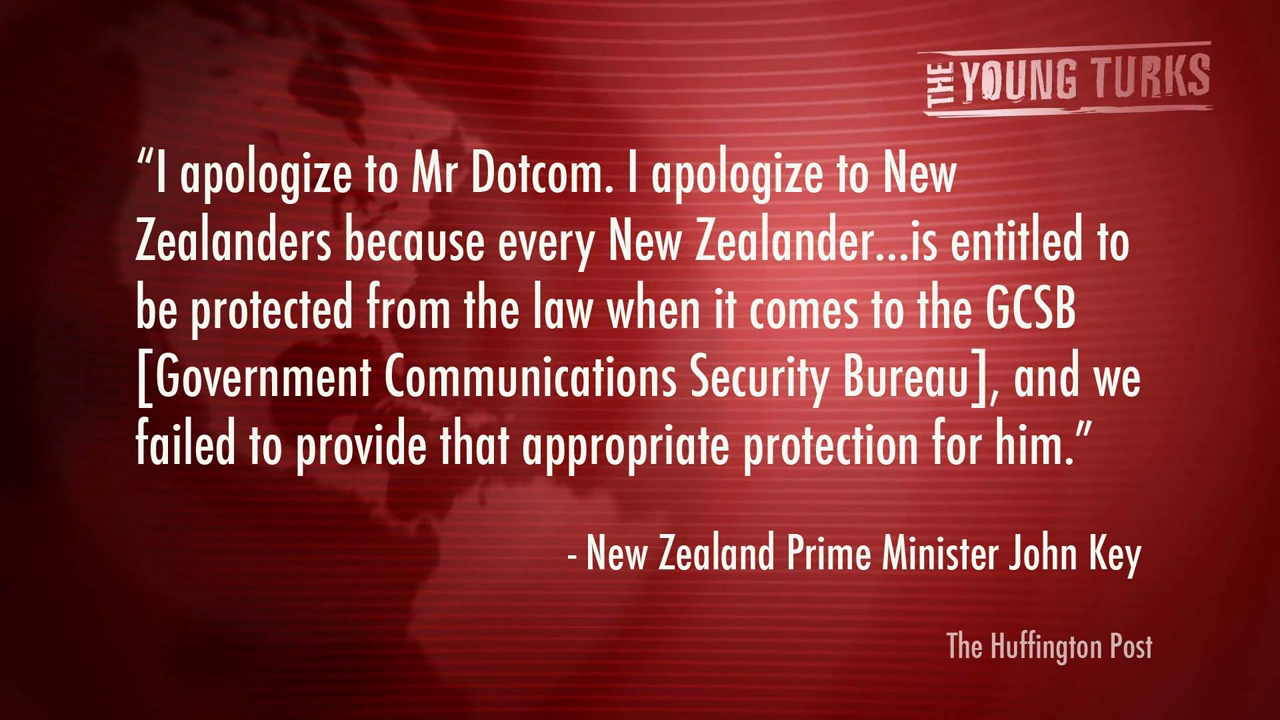 THE YOUNG TURKS
“I apologize to Mr Dotcom. I apologize to New
Zealanders because every New Zealander...is entitled to
be protected from the law when it comes to the GCSB
[Government Communications Security Bureau], and we
failed to provide that appropriate protection for him.”
- New Zealand Prime Minister John Key
The Huffington Post